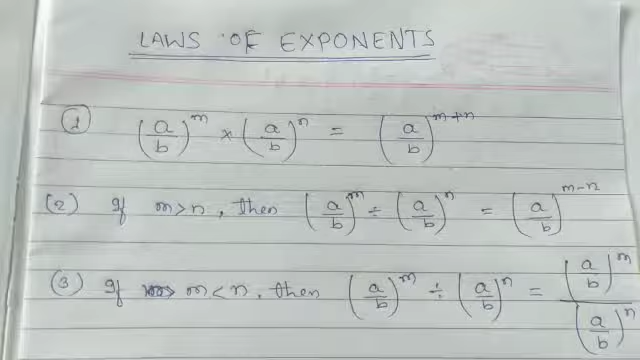 LAWS OF EXPONENTS
(1) (a/b)^m × (a/b)^n = (a/b)^(m+n)
(2) If m>n, then (a/b)^m ÷ (a/b)^n = (a/b)^(m-n)
(3) If m<n, then (a/b)^m ÷ (a/b)^n = (a/b)^m / (a/b)^n